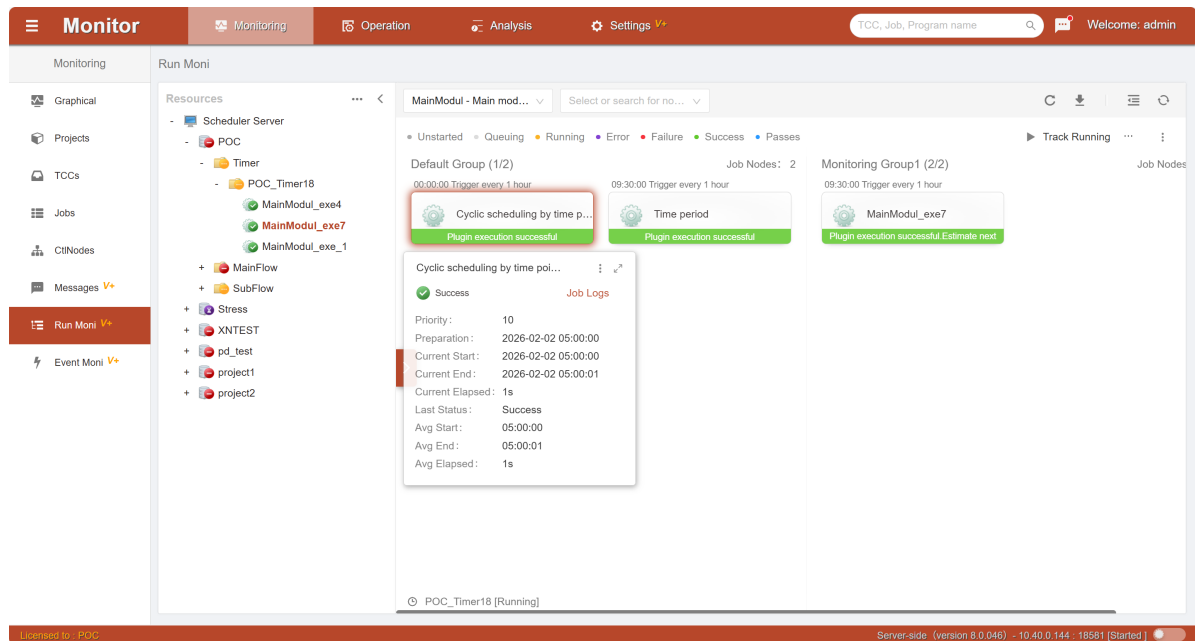 Monitor
Monitoring
Operation
Analysis
Settings V+
TCC, Job, Program name
Welcome: admin
Monitoring
Graphical
Projects
TCCs
Jobs
CtlNodes
Messages V+
Run Moni V+
Event Moni V+
Run Moni
Resources
- Scheduler Server
- POC
- Timer
- POC_Timer18
MainModul_exe4
MainModul_exe7
MainModul_exe_1
+ MainFlow
+ SubFlow
+ Stress
+ XNTEST
+ pd_test
+ project1
+ project2
MainModul - Main mod...
Select or search for no...
Unstarted Queuing Running Error Failure Success Passes
Track Running
Default Group (1/2)
Job Nodes: 2
00:00:00 Trigger every 1 hour
Cyclic scheduling by time p...
Plugin execution successful
09:30:00 Trigger every 1 hour
Time period
Plugin execution successful
Monitoring Group1 (2/2)
Job Nodes
09:30:00 Trigger every 1 hour
MainModul_exe7
Plugin execution successful.Estimate next
Cyclic scheduling by time poi...
Success
Job Logs
Priority: 10
Preparation: 2026-02-02 05:00:00
Current Start: 2026-02-02 05:00:00
Current End: 2026-02-02 05:00:01
Current Elapsed: 1s
Last Status: Success
Avg Start: 05:00:00
Avg End: 05:00:01
Avg Elapsed: 1s
POC_Timer18 [Running]
Licensed to : POC
Server-side (version 8.0.046) - 10.40.0.144 : 18581 [Started ]